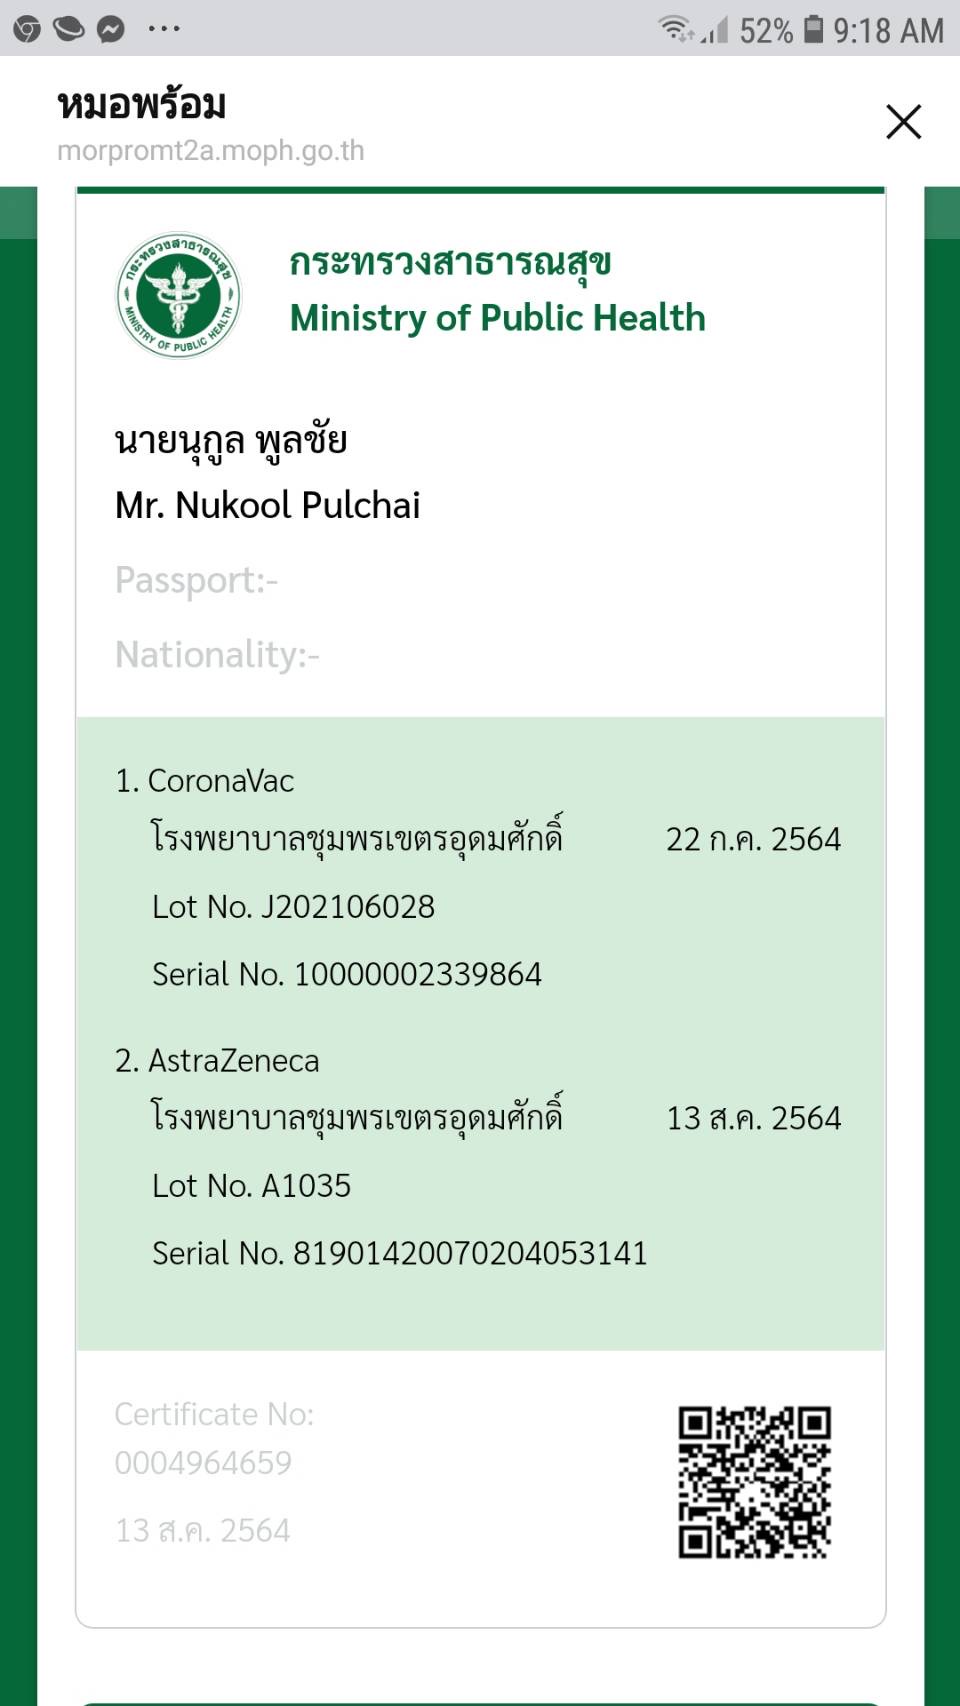 52% 9:18 AM
หมอพร้อม
morpromt2a.moph.go.th
กระทรวงสาธารณสุข
MINISTRY OF PUBLIC HEALTH
กระทรวงสาธารณสุข
Ministry of Public Health
นายนุกูล พูลชัย
Mr. Nukool Pulchai
Passport:-
Nationality:-
1. CoronaVac
โรงพยาบาลชุมพรเขตรอุดมศักดิ์ 22 ก.ค. 2564
Lot No. J202106028
Serial No. 10000002339864
2. AstraZeneca
โรงพยาบาลชุมพรเขตรอุดมศักดิ์ 13 ส.ค. 2564
Lot No. A1035
Serial No. 81901420070204053141
Certificate No:
0004964659
13 ส.ค. 2564